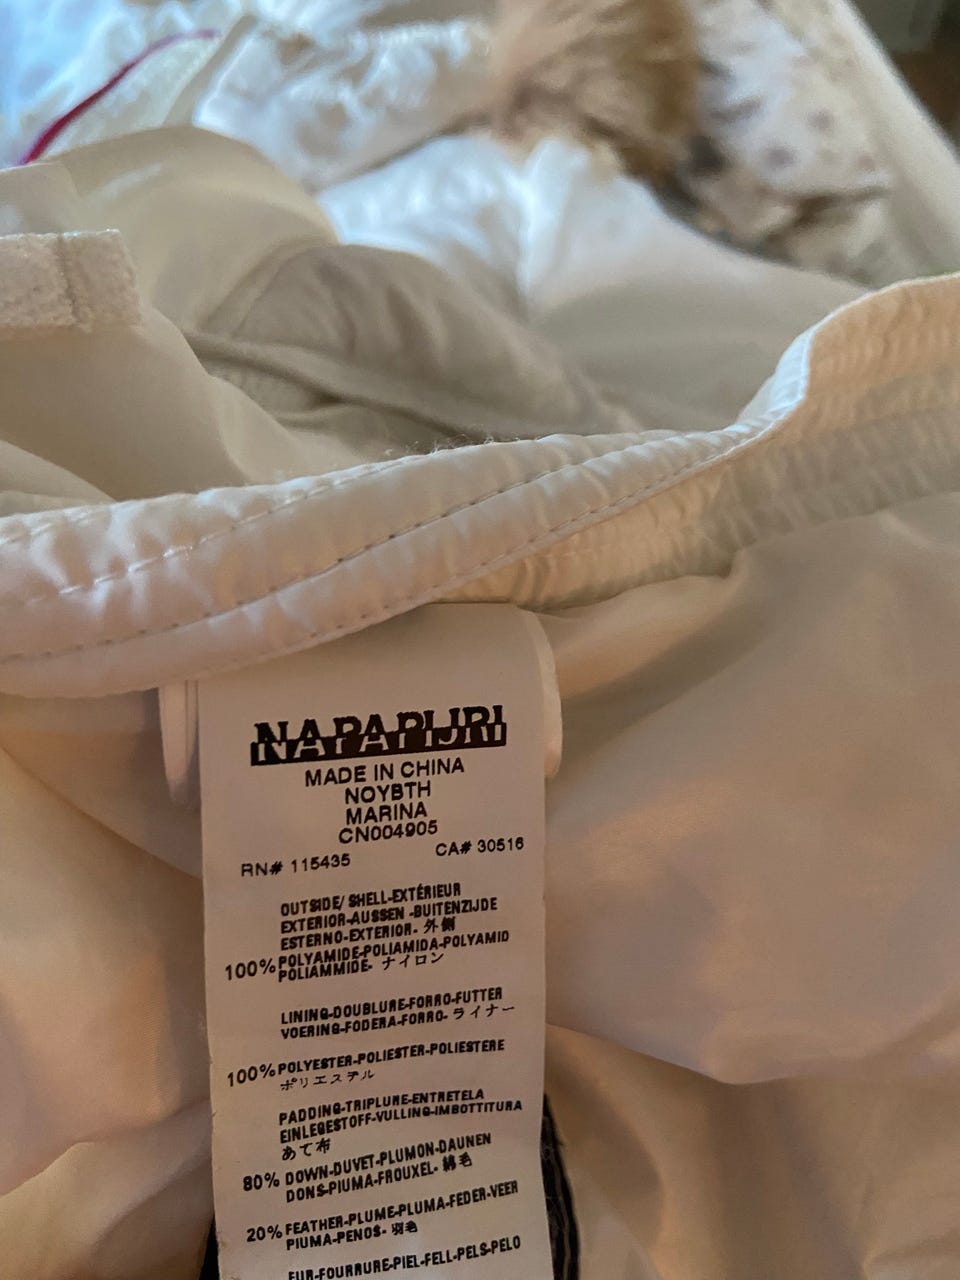 NAPAPIJRI
MADE IN CHINA
NOYBTH
MARINA
CN004905
RN# 115435 CA# 30516
OUTSIDE/ SHELL-EXTÉRIEUR
EXTERIOR-AUSSEN -BUITENZIJDE
ESTERNO-EXTERIOR- 外側
100% POLYAMIDE-POLIAMIDA-POLYAMID
POLIAMMIDE- ナイロン
LINING-DOUBLURE-FORRO-FUTTER
VOERING-FODERA-FORRO- ライナー
100% POLYESTER-POLIESTER-POLIESTERE
ポリエステル
PADDING-TRIPLURE-ENTRETELA
EINLEGESTOFF-VULLING-IMBOTTITURA
あて布
80% DOWN-DUVET-PLUMON-DAUNEN
DONS-PIUMA-FROUXEL- 綿毛
20% FEATHER-PLUME-PLUMA-FEDER-VEER
PIUMA-PENOS- 羽毛
FUR-FOURRURE-PIEL-FELL-PELS-PELO